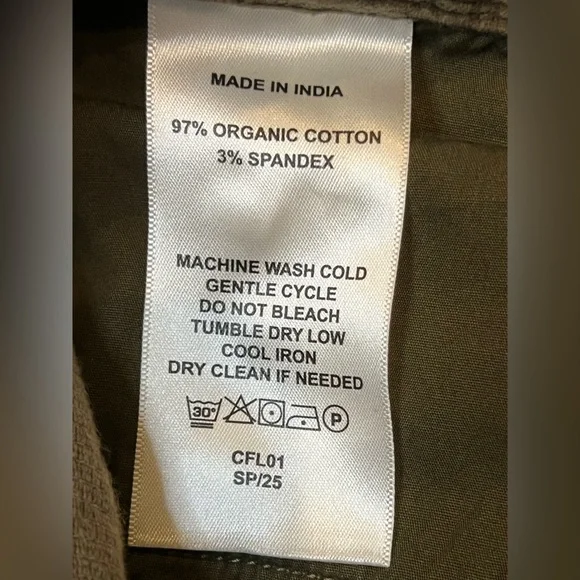 MADE IN INDIA
97% ORGANIC COTTON
3% SPANDEX
MACHINE WASH COLD
GENTLE CYCLE
DO NOT BLEACH
TUMBLE DRY LOW
COOL IRON
DRY CLEAN IF NEEDED
30° P
CFL01
SP/25